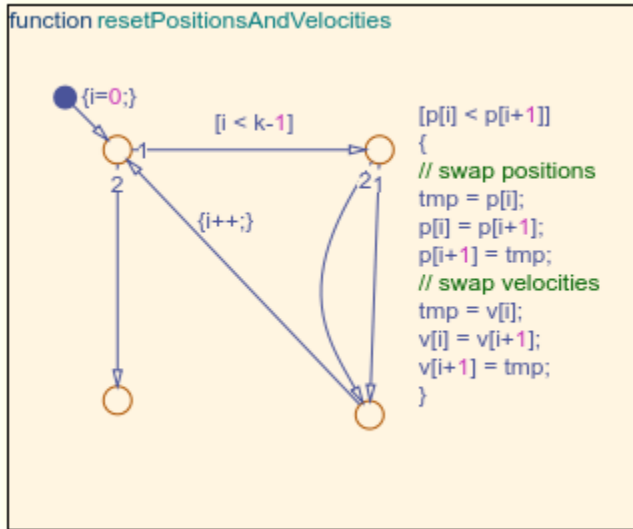 function resetPositionsAndVelocities
{i=0;}
[i < k-1]
1
2
2
1
{i++;}
[p[i] < p[i+1]]
{
// swap positions
tmp = p[i];
p[i] = p[i+1];
p[i+1] = tmp;
// swap velocities
tmp = v[i];
v[i] = v[i+1];
v[i+1] = tmp;
}